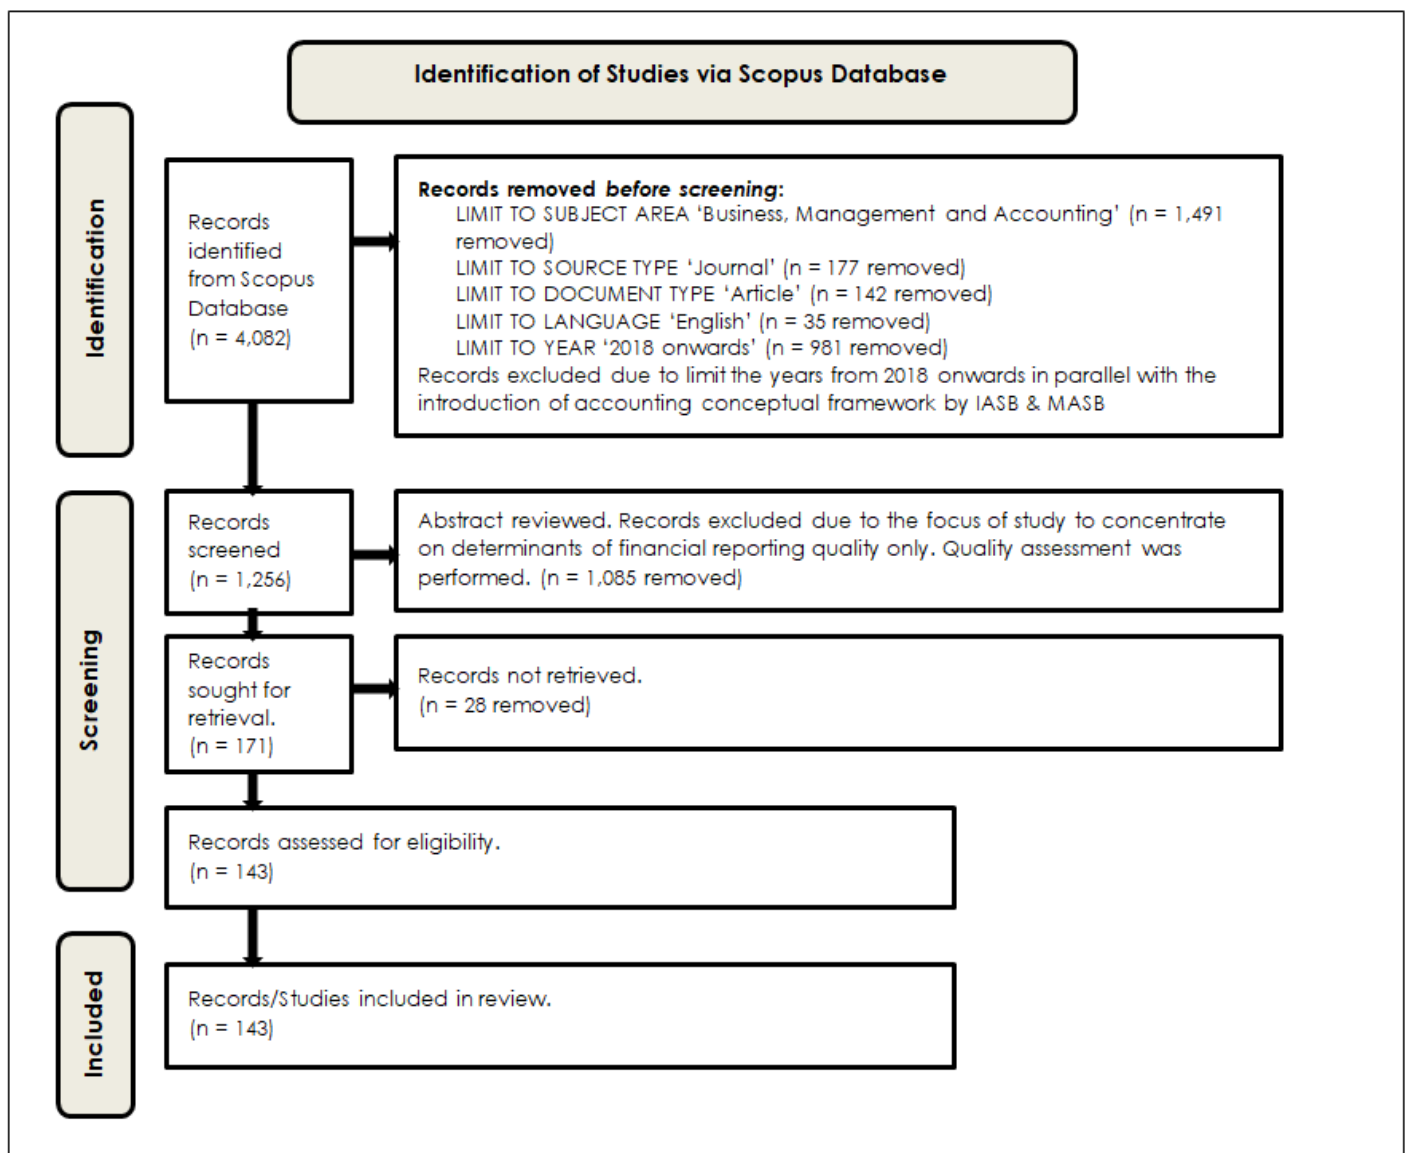 Identification of Studies via Scopus Database
Identification
Records
identified
from Scopus
Database
(n = 4,082)
Records removed before screening:
LIMIT TO SUBJECT AREA ‘Business, Management and Accounting’ (n = 1,491
removed)
LIMIT TO SOURCE TYPE ‘Journal’ (n = 177 removed)
LIMIT TO DOCUMENT TYPE ‘Article’ (n = 142 removed)
LIMIT TO LANGUAGE ‘English’ (n = 35 removed)
LIMIT TO YEAR ‘2018 onwards’ (n = 981 removed)
Records excluded due to limit the years from 2018 onwards in parallel with the
introduction of accounting conceptual framework by IASB & MASB
Screening
Records
screened
(n = 1,256)
Abstract reviewed. Records excluded due to the focus of study to concentrate
on determinants of financial reporting quality only. Quality assessment was
performed. (n = 1,085 removed)
Records
sought for
retrieval.
(n = 171)
Records not retrieved.
(n = 28 removed)
Records assessed for eligibility.
(n = 143)
Included
Records/Studies included in review.
(n = 143)